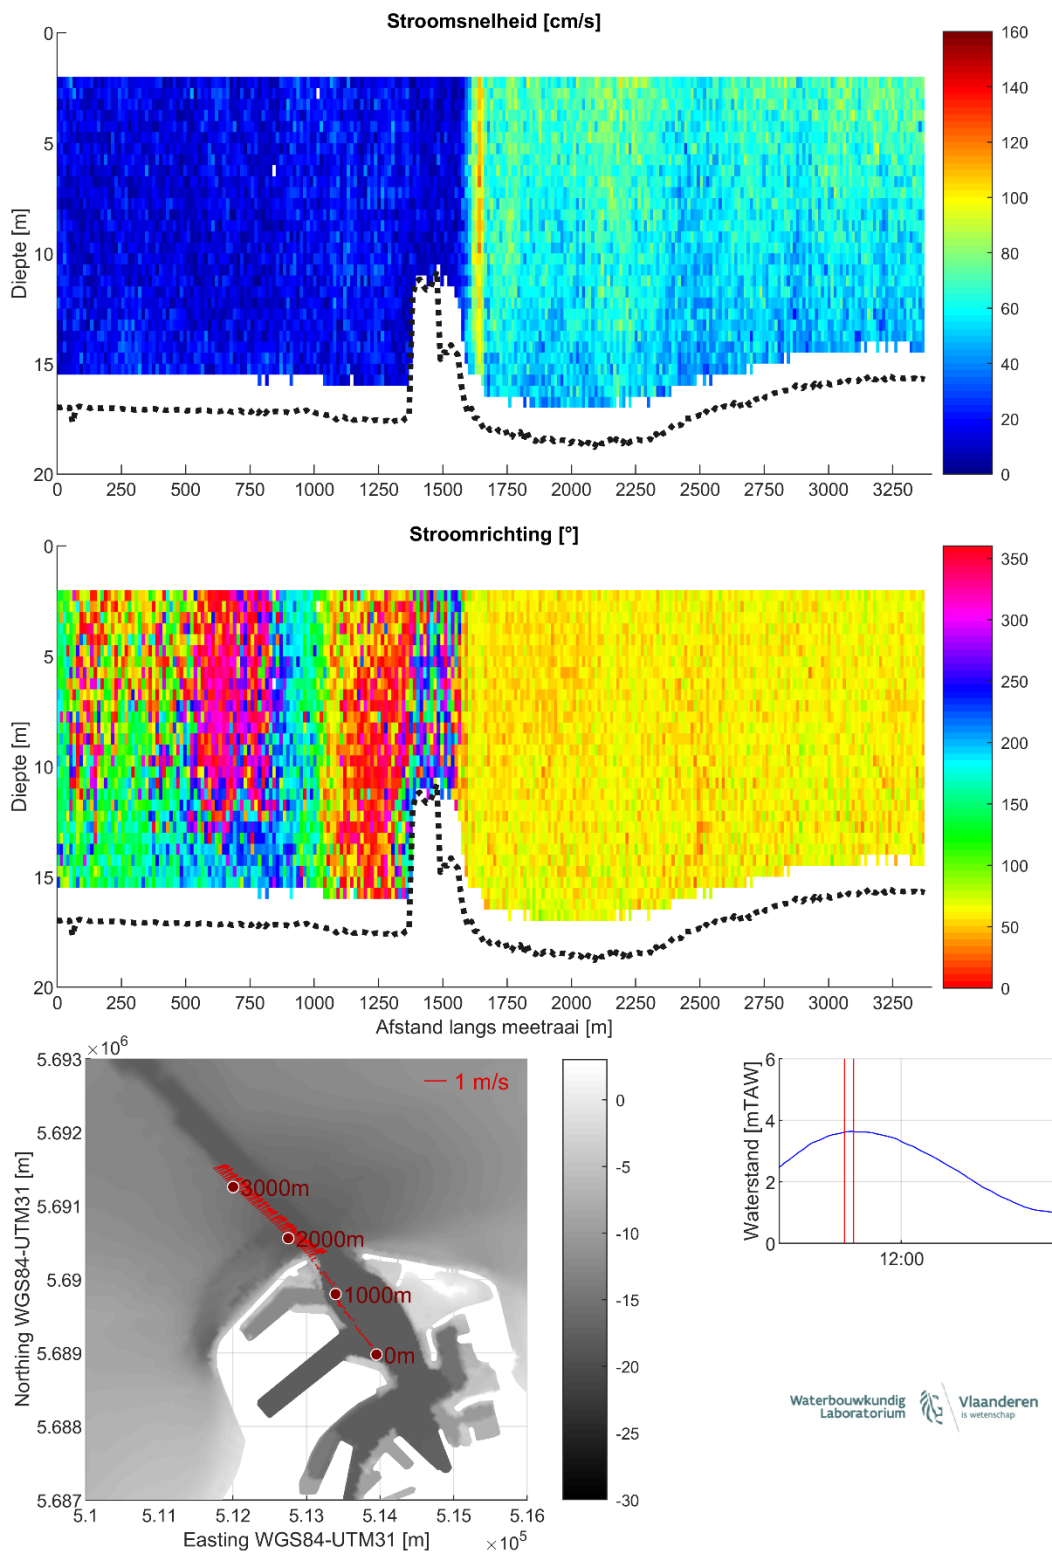 Stroomsnelheid [cm/s]
0
5
10
15
20
Diepte [m]
0 250 500 750 1000 1250 1500 1750 2000 2250 2500 2750 3000 3250
160
140
120
100
80
60
40
20
0
Stroomrichting [°]
0
5
10
15
20
Diepte [m]
0 250 500 750 1000 1250 1500 1750 2000 2250 2500 2750 3000 3250
Afstand langs meetraai [m]
350
300
250
200
150
100
50
0
×10⁶
5.693
5.692
5.691
5.69
5.689
5.688
5.687
Northing WGS84-UTM31 [m]
1 m/s
3000m
2000m
1000m
0m
5.1 5.12 5.13 5.14 5.15 5.16
Easting WGS84-UTM31 [m]
×10⁵
0
-5
-10
-15
-20
-25
-30
6
4
2
0
Waterstand [mTAW]
12:00
Waterbouwkundig
Laboratorium
Vlaanderen
is wetenschap